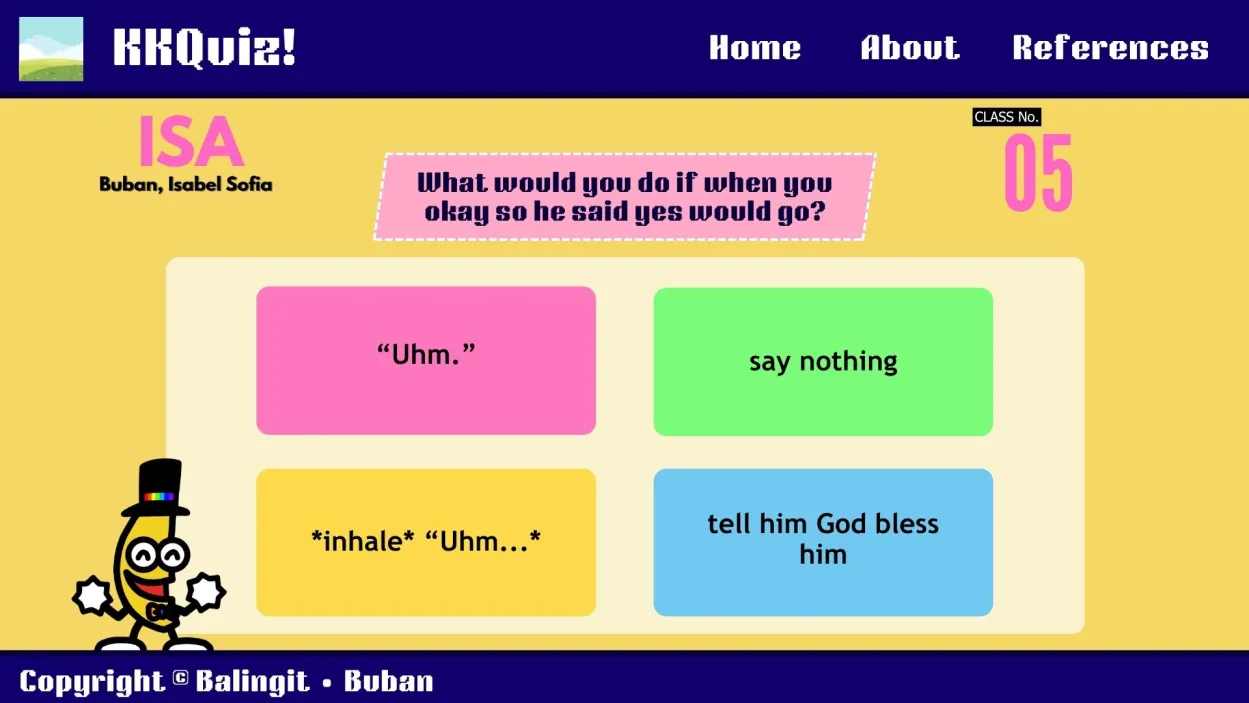 KKQuiz!
Home
About
References
ISA
Buban, Isabel Sofia
CLASS No.
05
What would you do if when you
okay so he said yes would go?
“Uhm.”
say nothing
*inhale* “Uhm...*
tell him God bless
him
Copyright © Balingit • Buban